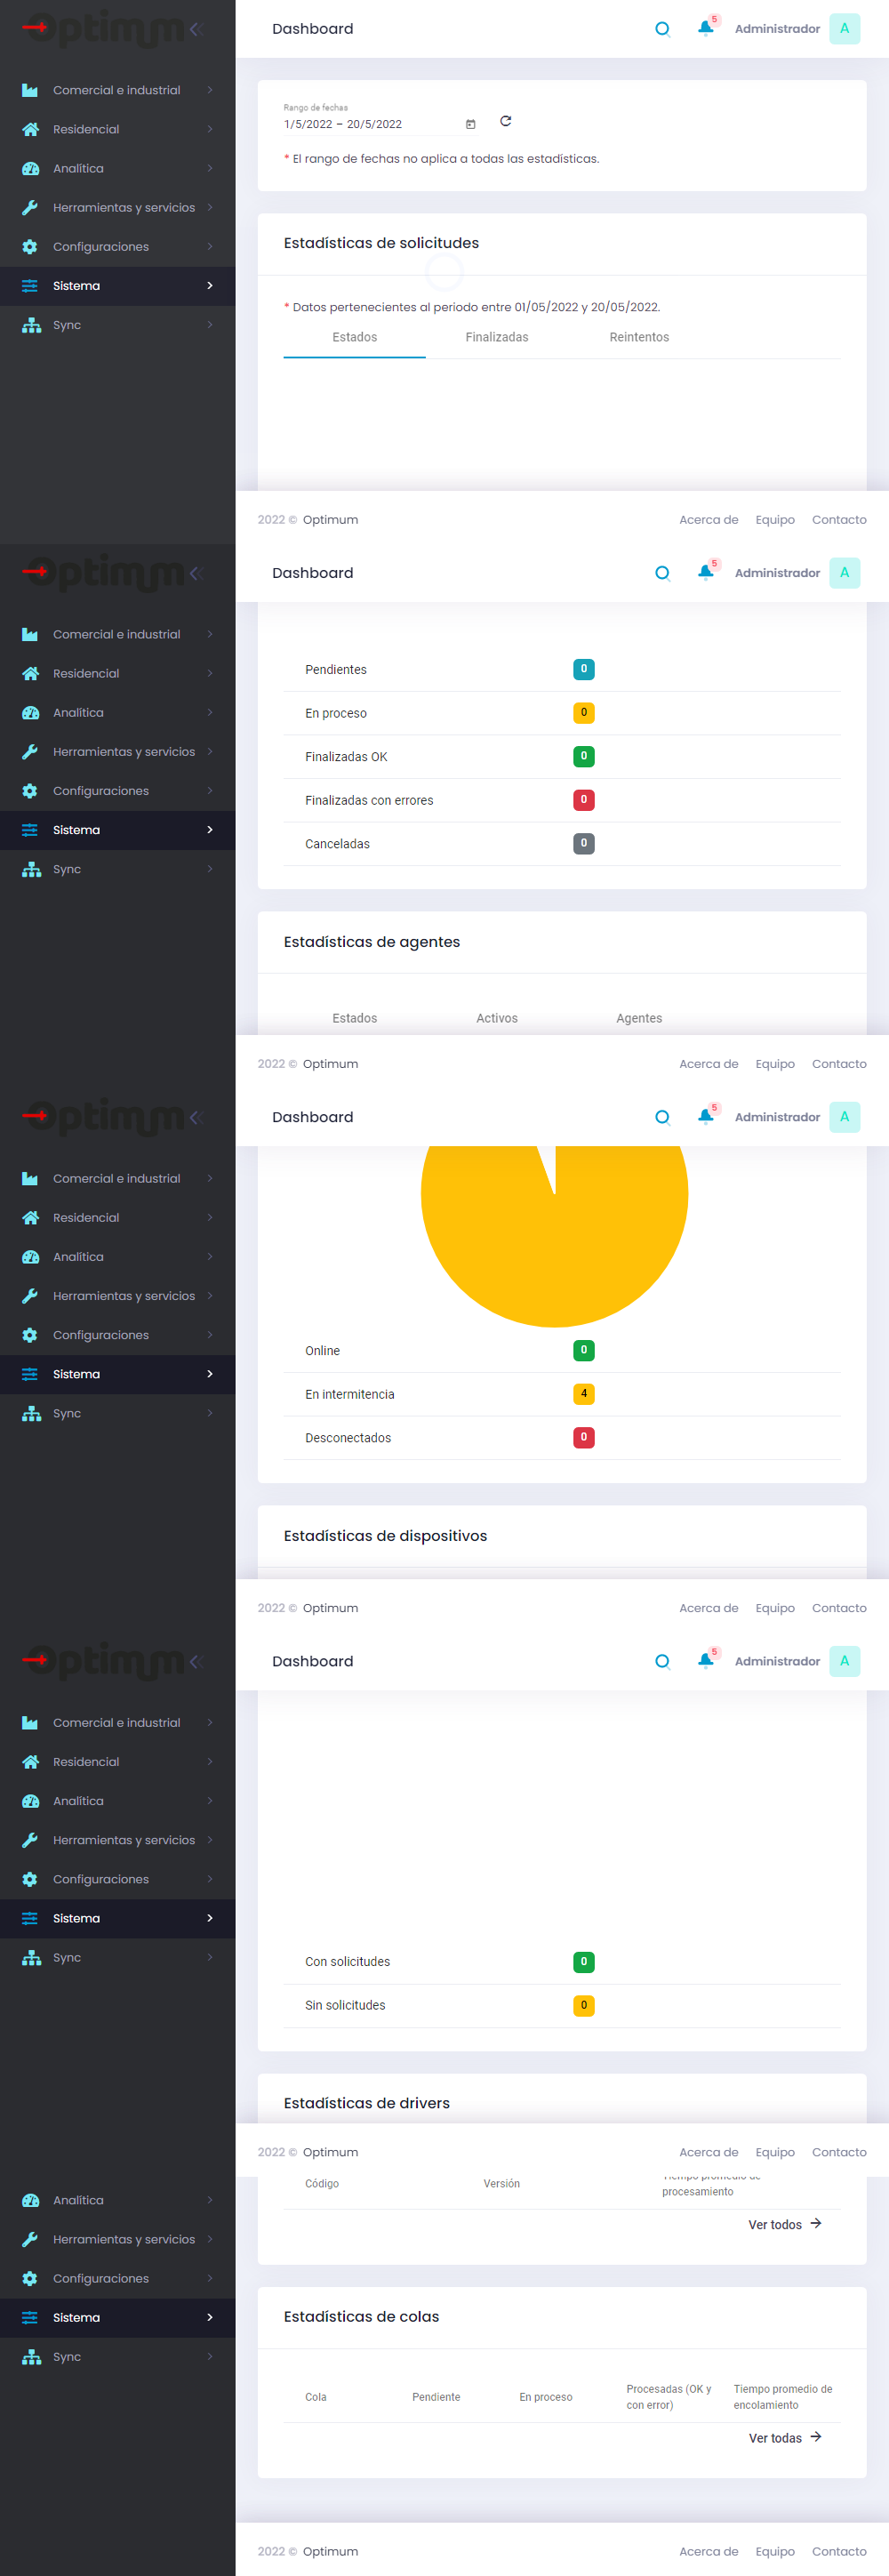 Optimum
Dashboard
5
Administrador
A
Comercial e industrial
Residencial
Analítica
Herramientas y servicios
Configuraciones
Sistema
Sync
Rango de fechas
1/5/2022 – 20/5/2022
* El rango de fechas no aplica a todas las estadísticas.
Estadísticas de solicitudes
* Datos pertenecientes al periodo entre 01/05/2022 y 20/05/2022.
Estados Finalizadas Reintentos
2022 © Optimum
Acerca de Equipo Contacto
Optimum
Dashboard
5
Administrador
A
Comercial e industrial
Residencial
Analítica
Herramientas y servicios
Configuraciones
Sistema
Sync
Pendientes 0
En proceso 0
Finalizadas OK 0
Finalizadas con errores 0
Canceladas 0
Estadísticas de agentes
Estados Activos Agentes
2022 © Optimum
Acerca de Equipo Contacto
Optimum
Dashboard
5
Administrador
A
Comercial e industrial
Residencial
Analítica
Herramientas y servicios
Configuraciones
Sistema
Sync
Online 0
En intermitencia 4
Desconectados 0
Estadísticas de dispositivos
2022 © Optimum
Acerca de Equipo Contacto
Optimum
Dashboard
5
Administrador
A
Comercial e industrial
Residencial
Analítica
Herramientas y servicios
Configuraciones
Sistema
Sync
Con solicitudes 0
Sin solicitudes 0
Estadísticas de drivers
2022 © Optimum
Acerca de Equipo Contacto
Analítica
Herramientas y servicios
Configuraciones
Sistema
Sync
Código Versión Tiempo promedio de
procesamiento
Ver todos
Estadísticas de colas
Cola Pendiente En proceso Procesadas (OK y
con error) Tiempo promedio de
encolamiento
Ver todas
2022 © Optimum
Acerca de Equipo Contacto